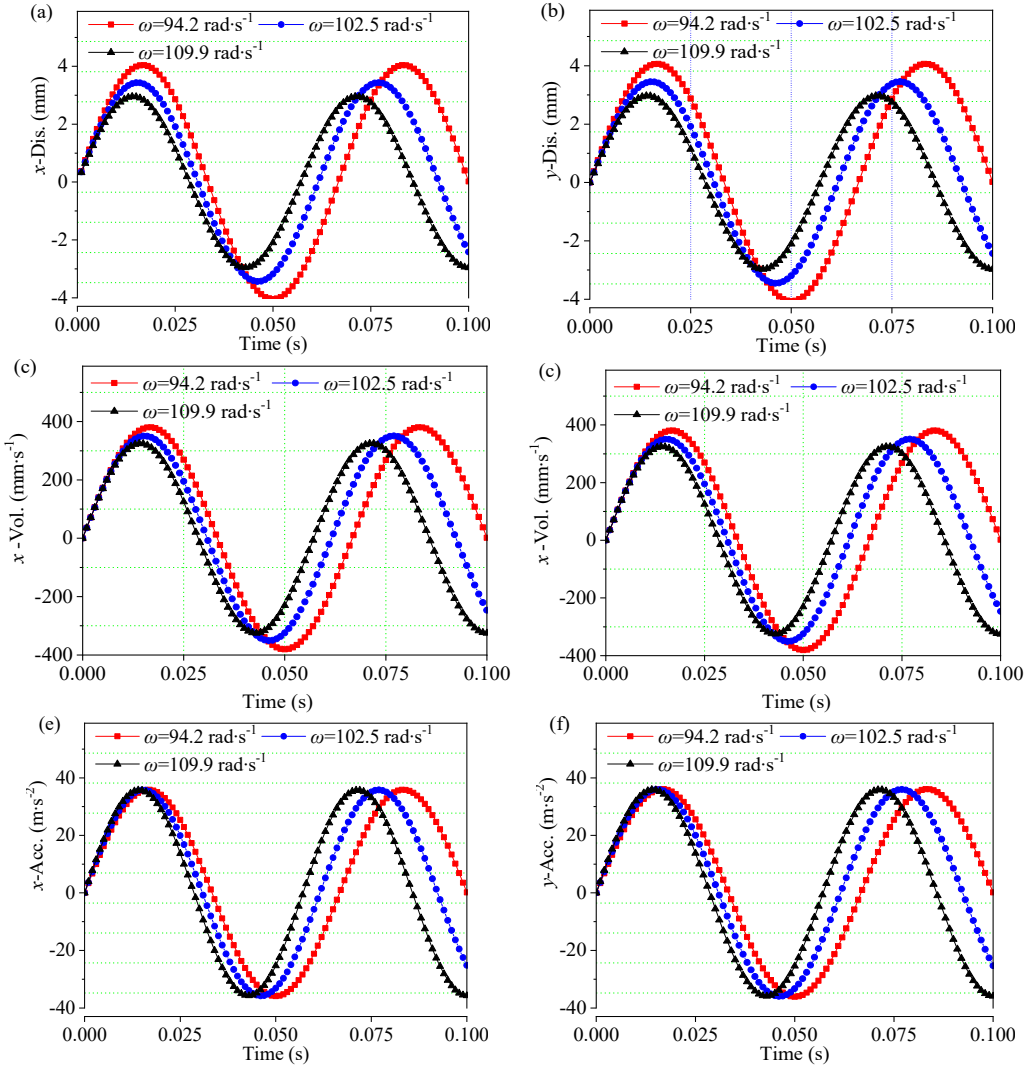 (a)
ω=94.2 rad·s-1
ω=102.5 rad·s-1
ω=109.9 rad·s-1
x-Dis. (mm)
4
2
0
-2
-4
0.000
0.025
0.050
0.075
0.100
Time (s)
(b)
ω=94.2 rad·s-1
ω=102.5 rad·s-1
ω=109.9 rad·s-1
y-Dis. (mm)
4
2
0
-2
-4
0.000
0.025
0.050
0.075
0.100
Time (s)
(c)
ω=94.2 rad·s-1
ω=102.5 rad·s-1
ω=109.9 rad·s-1
x -Vol. (mm·s-1)
400
200
0
-200
-400
0.000
0.025
0.050
0.075
0.100
Time (s)
(c)
ω=94.2 rad·s-1
ω=102.5 rad·s-1
ω=109.9 rad·s-1
x -Vol. (mm·s-1)
400
200
0
-200
-400
0.000
0.025
0.050
0.075
0.100
Time (s)
(e)
ω=94.2 rad·s-1
ω=102.5 rad·s-1
ω=109.9 rad·s-1
x-Acc. (m·s-2)
40
20
0
-20
-40
0.000
0.025
0.050
0.075
0.100
Time (s)
(f)
ω=94.2 rad·s-1
ω=102.5 rad·s-1
ω=109.9 rad·s-1
y-Acc. (m·s-2)
40
20
0
-20
-40
0.000
0.025
0.050
0.075
0.100
Time (s)